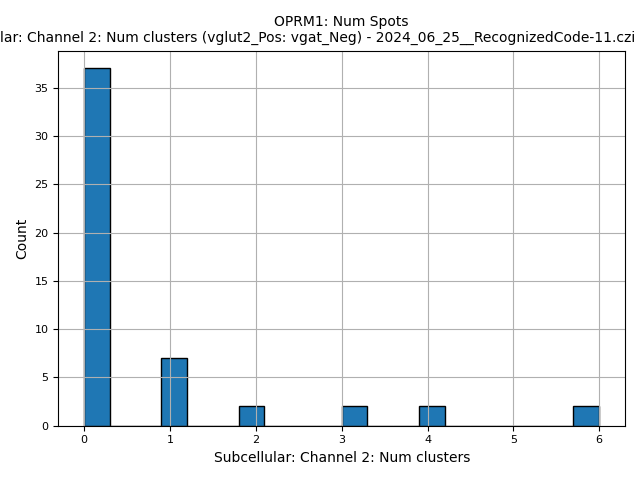 OPRM1: Num Spots
lar: Channel 2: Num clusters (vglut2_Pos: vgat_Neg) - 2024_06_25__RecognizedCode-11.czi
35
30
25
20
15
10
5
0
Count
0 1 2 3 4 5 6
Subcellular: Channel 2: Num clusters